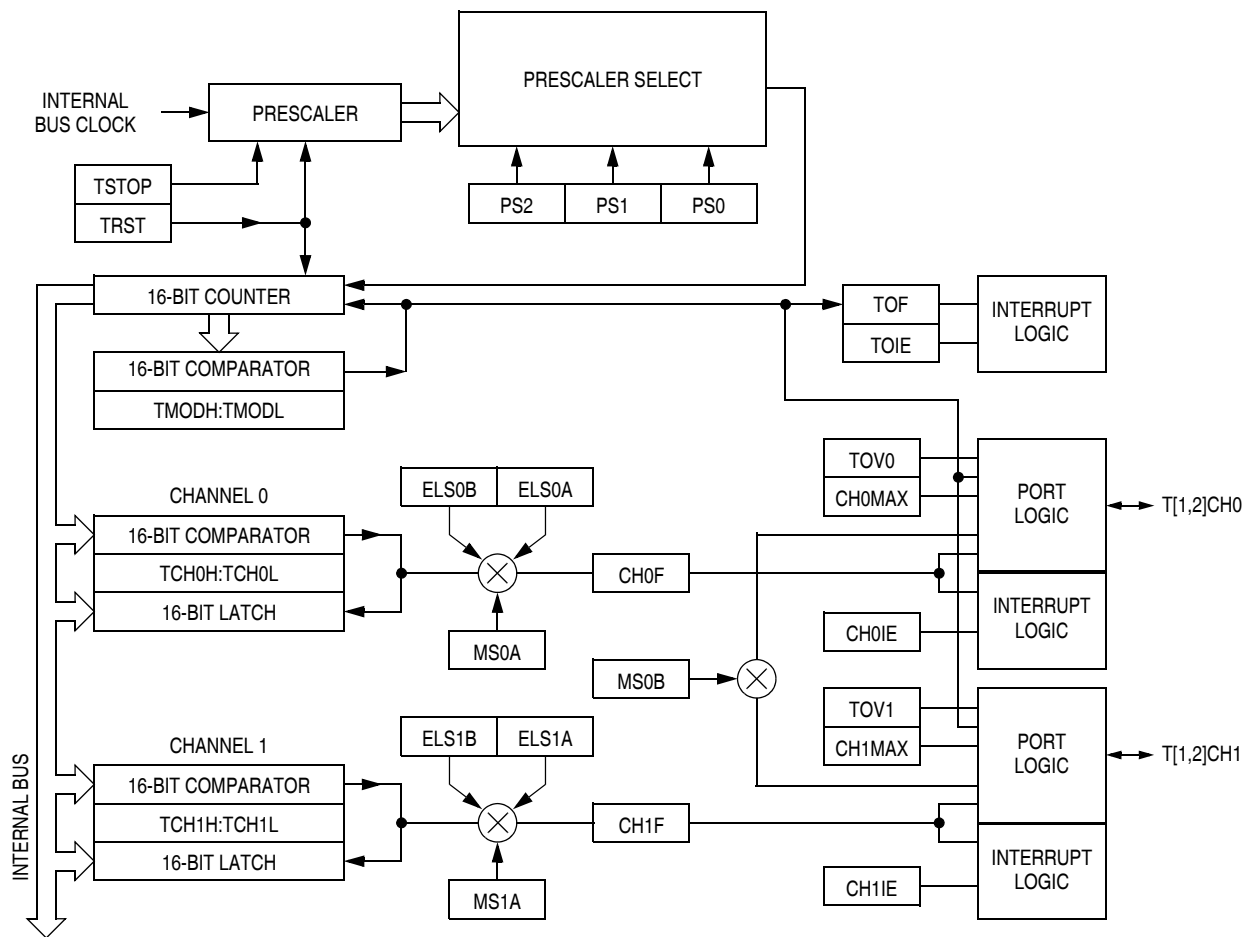 PRESCALER SELECT
INTERNAL
BUS CLOCK
PRESCALER
TSTOP
TRST
PS2
PS1
PS0
16-BIT COUNTER
TOF
TOIE
INTERRUPT
LOGIC
16-BIT COMPARATOR
TMODH:TMODL
CHANNEL 0
ELS0B
ELS0A
TOV0
CH0MAX
PORT
LOGIC
T[1,2]CH0
16-BIT COMPARATOR
TCH0H:TCH0L
16-BIT LATCH
CH0F
MS0A
CH0IE
INTERRUPT
LOGIC
MS0B
CHANNEL 1
ELS1B
ELS1A
TOV1
CH1MAX
PORT
LOGIC
T[1,2]CH1
16-BIT COMPARATOR
TCH1H:TCH1L
16-BIT LATCH
CH1F
MS1A
CH1IE
INTERRUPT
LOGIC
INTERNAL BUS